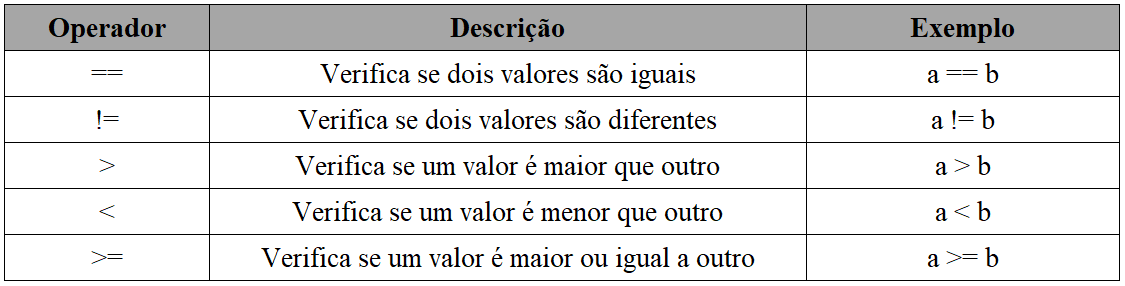 Operador Descrição Exemplo
== Verifica se dois valores são iguais a == b
!= Verifica se dois valores são diferentes a != b
> Verifica se um valor é maior que outro a > b
< Verifica se um valor é menor que outro a < b
>= Verifica se um valor é maior ou igual a outro a >= b